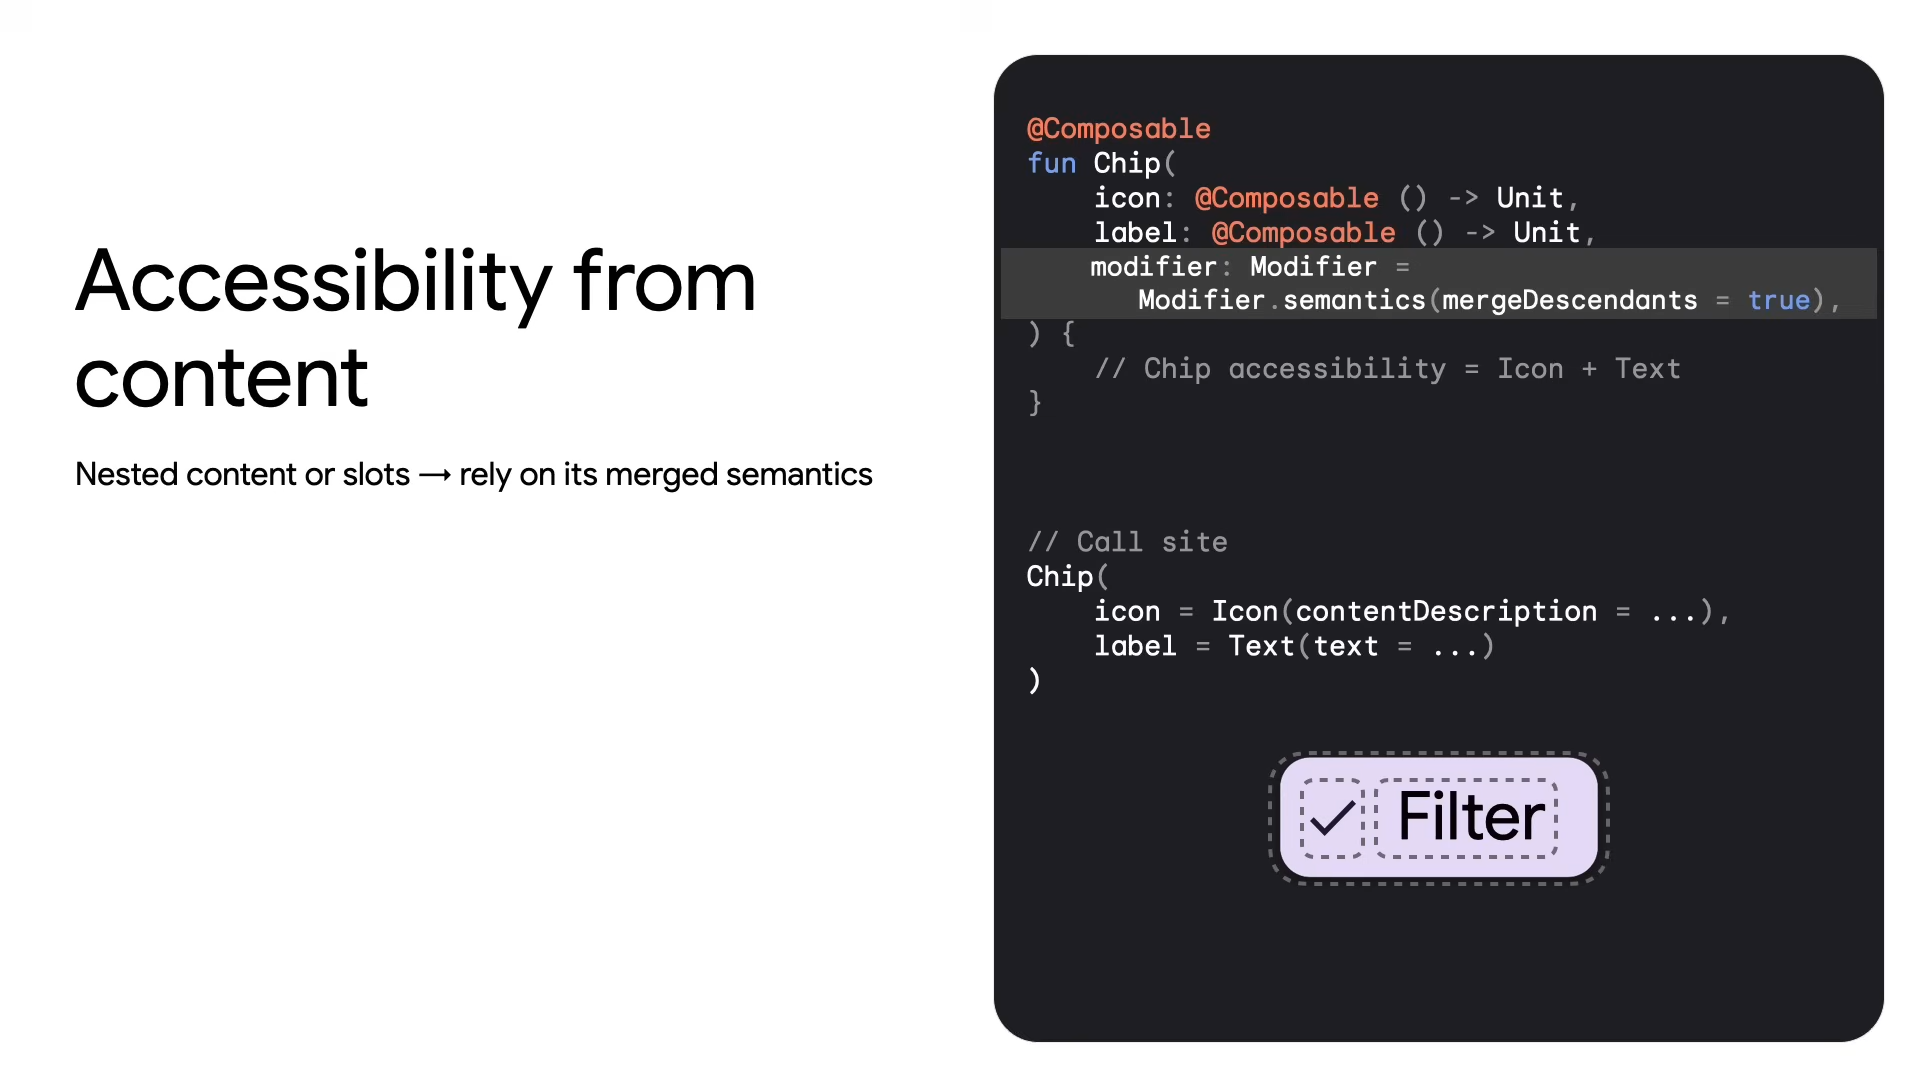 Accessibility from
content
Nested content or slots → rely on its merged semantics
@Composable
fun Chip(
    icon: @Composable () -> Unit,
    label: @Composable () -> Unit,
    modifier: Modifier =
       Modifier.semantics(mergeDescendants = true),
) {
    // Chip accessibility = Icon + Text
}
// Call site
Chip(
    icon = Icon(contentDescription = ...),
    label = Text(text = ...)
)
Filter